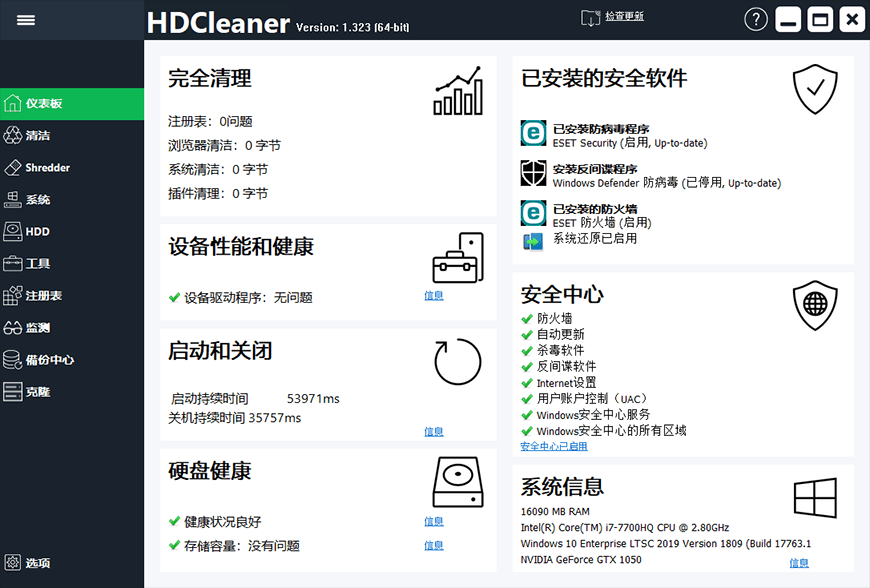 HDCleaner Version: 1.323 (64-bit)
检查更新
?
仪表板
清洁
Shredder
系统
HDD
工具
注册表
监测
备份中心
克隆
选项
完全清理
注册表：0问题
浏览器清洁：0 字节
系统清洁：0 字节
插件清理：0 字节
设备性能和健康
设备驱动程序：无问题
信息
启动和关闭
启动持续时间 53971ms
关机持续时间 35757ms
信息
硬盘健康
健康状况良好
信息
存储容量：没有问题
信息
已安装的安全软件
已安装防病毒程序
ESET Security (启用, Up-to-date)
安装反间谍程序
Windows Defender 防病毒 (已停用, Up-to-date)
已安装的防火墙
ESET 防火墙 (启用)
系统还原已启用
安全中心
防火墙
自动更新
杀毒软件
反间谍软件
Internet设置
用户账户控制（UAC）
Windows安全中心服务
Windows安全中心的所有区域
安全中心已启用
系统信息
16090 MB RAM
Intel(R) Core(TM) i7-7700HQ CPU @ 2.80GHz
Windows 10 Enterprise LTSC 2019 Version 1809 (Build 17763.1
NVIDIA GeForce GTX 1050
信息